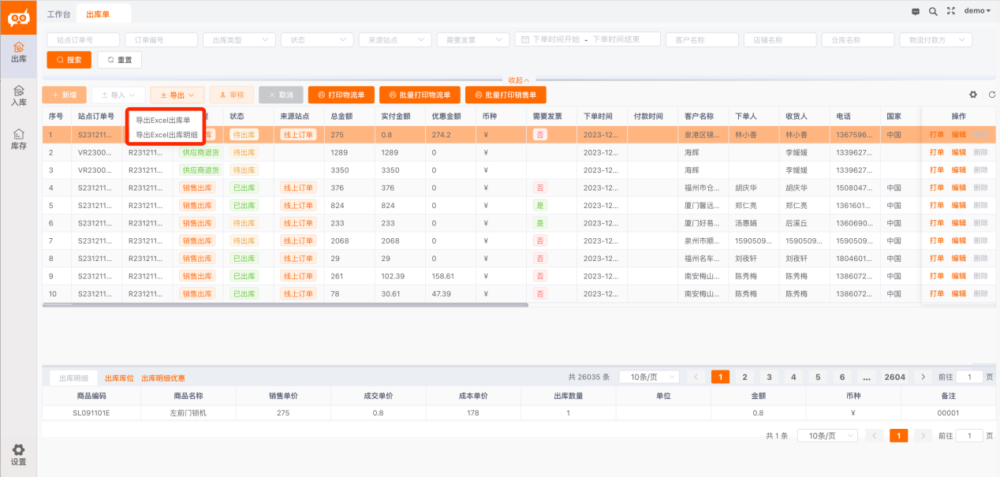 工作台 出库单 demo
站点订单号 订单编号 出库类型 状态 来源站点 需要发票 下单时间开始 - 下单时间结束 客户名称 店铺名称 仓库名称 物流付款方
搜索 重置
出库
入库
库存
设置
收起
+ 新增 导入 导出 审核 × 取消 打印物流单 批量打印物流单 批量打印销售单
导出Excel出库单
导出Excel出库明细
序号 站点订单号 状态 来源站点 总金额 实付金额 优惠金额 币种 需要发票 下单时间 付款时间 客户名称 下单人 收货人 电话 国家 操作
1 S231211... 待出库 线上订单 275 0.8 274.2 ¥ 否 2023-12... 泉港区锦... 林小香 林小香 1367596... 中国 打单 编辑 删除
2 VR2300... R231211... 供应商退货 待出库 1289 1289 0 ¥ 2023-12... 海辉 李媛媛 1339627... 打单 编辑 删除
3 VR2300... R231211... 供应商退货 待出库 3350 3350 0 ¥ 2023-12... 海辉 李媛媛 1339627... 打单 编辑 删除
4 S231211... R231211... 销售出库 已出库 线上订单 376 376 0 ¥ 否 2023-12... 福州市仓... 胡庆华 胡庆华 1508047... 中国 打单 编辑 删除
5 S231211... R231211... 销售出库 已出库 线上订单 824 824 0 ¥ 是 2023-12... 厦门馨远... 郑仁亮 郑仁亮 1361601... 中国 打单 编辑 删除
6 S231211... R231211... 销售出库 待出库 线上订单 233 233 0 ¥ 是 2023-12... 厦门好易... 汤惠娟 后溪丘 1360690... 中国 打单 编辑 删除
7 S231211... R231211... 销售出库 待出库 线上订单 2068 2068 0 ¥ 否 2023-12... 泉州市顺... 1590509... 1590509... 1590509... 中国 打单 编辑 删除
8 S231211... R231211... 销售出库 已出库 线上订单 29 29 0 ¥ 否 2023-12... 福州名车... 刘夜轩 刘夜轩 1804601... 中国 打单 编辑 删除
9 S231211... R231211... 销售出库 已出库 线上订单 261 102.39 158.61 ¥ 否 2023-12... 南安梅山... 陈秀梅 陈秀梅 1386072... 中国 打单 编辑 删除
10 S231211... R231211... 销售出库 已出库 线上订单 78 30.61 47.39 ¥ 否 2023-12... 南安梅山... 陈秀梅 陈秀梅 1386072... 中国 打单 编辑 删除
出库明细 出库库位 出库明细优惠 共 26035 条 10条/页 < 1 2 3 4 5 6 ... 2604 > 前往 1 页
商品编码 商品名称 销售单价 成交单价 成本单价 出库数量 单位 金额 币种 备注
SL091101E 左前门锁机 275 0.8 178 1 0.8 ¥ 00001
共 1 条 10条/页 < 1 > 前往 1 页